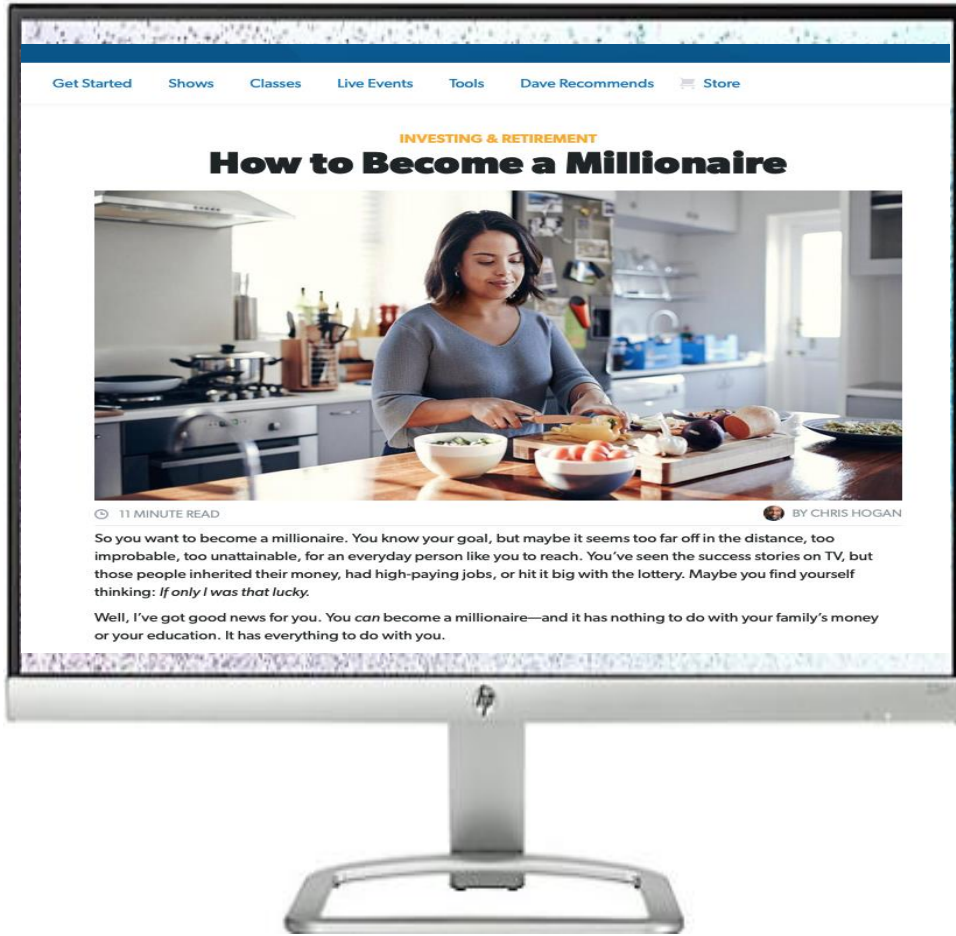 Get Started Shows Classes Live Events Tools Dave Recommends Store
INVESTING & RETIREMENT
How to Become a Millionaire
11 MINUTE READ BY CHRIS HOGAN
So you want to become a millionaire. You know your goal, but maybe it seems too far off in the distance, too
improbable, too unattainable, for an everyday person like you to reach. You’ve seen the success stories on TV, but
those people inherited their money, had high-paying jobs, or hit it big with the lottery. Maybe you find yourself
thinking: If only I was that lucky.
Well, I’ve got good news for you. You can become a millionaire—and it has nothing to do with your family’s money
or your education. It has everything to do with you.
hp